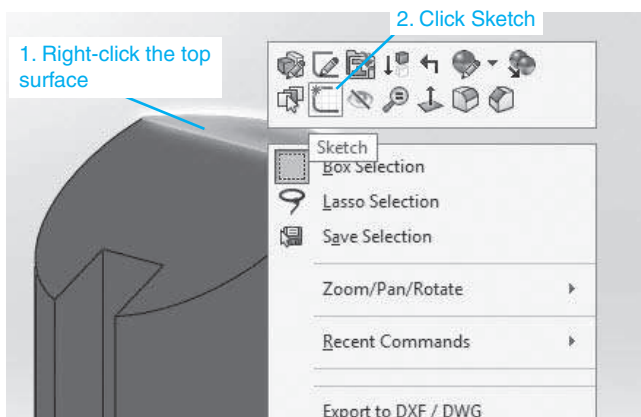 2. Click Sketch
1. Right-click the top
surface
Sketch
Box Selection
Lasso Selection
Save Selection
Zoom/Pan/Rotate
Recent Commands
Export to DXF / DWG